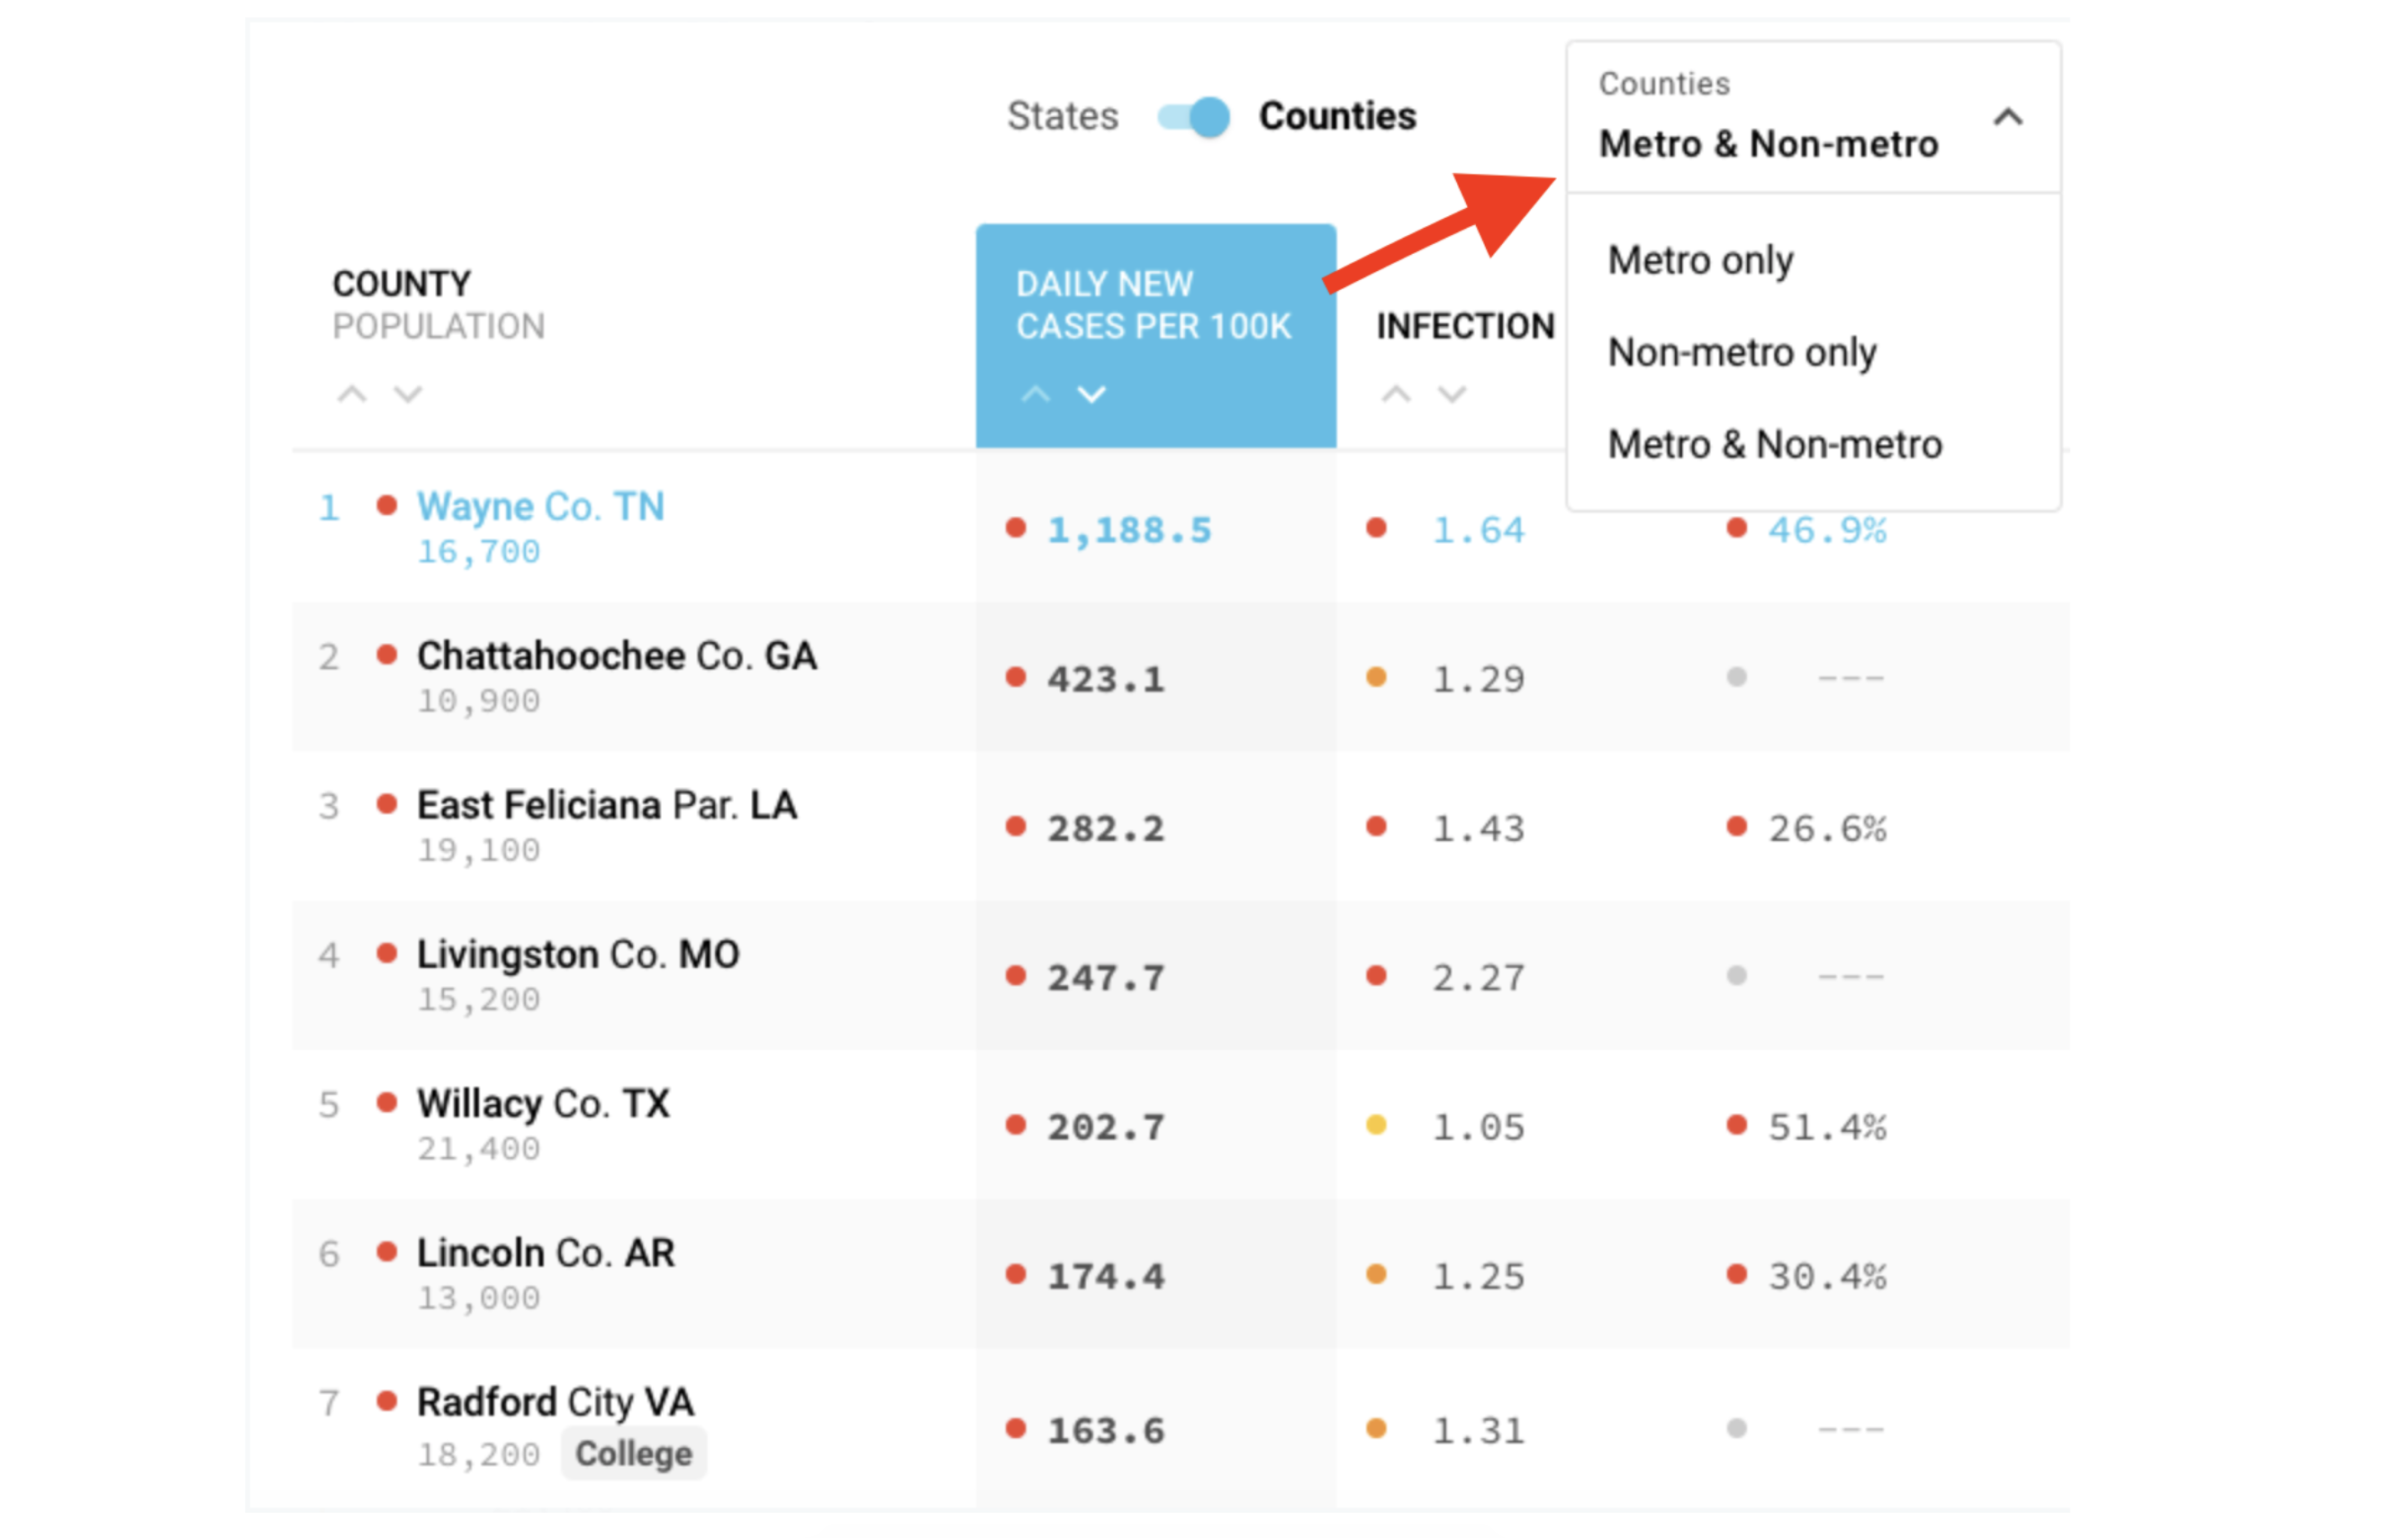 States Counties
Counties
Metro & Non-metro
Metro only
Non-metro only
Metro & Non-metro
COUNTY
POPULATION
DAILY NEW
CASES PER 100K
INFECTION
1 Wayne Co. TN
16,700
1,188.5 1.64 46.9%
2 Chattahoochee Co. GA
10,900
423.1 1.29 ---
3 East Feliciana Par. LA
19,100
282.2 1.43 26.6%
4 Livingston Co. MO
15,200
247.7 2.27 ---
5 Willacy Co. TX
21,400
202.7 1.05 51.4%
6 Lincoln Co. AR
13,000
174.4 1.25 30.4%
7 Radford City VA
18,200 College
163.6 1.31 ---